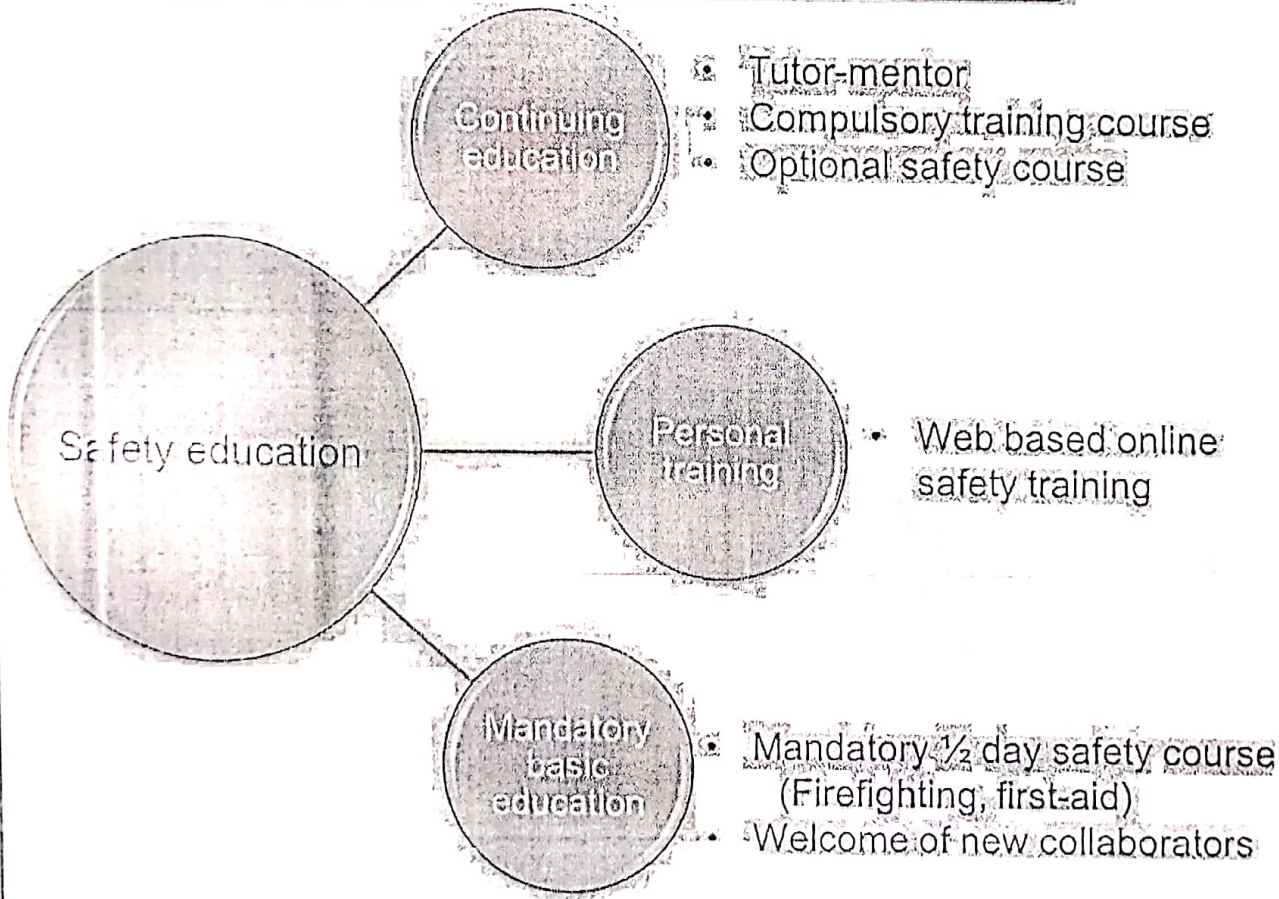 Continuing
education
• Tutor-mentor
• Compulsory training course
• Optional safety course
Safety education
Personal
training
• Web based online
safety training
Mandatory
basic
education
• Mandatory ½ day safety course
(Firefighting, first-aid)
• Welcome of new collaborators